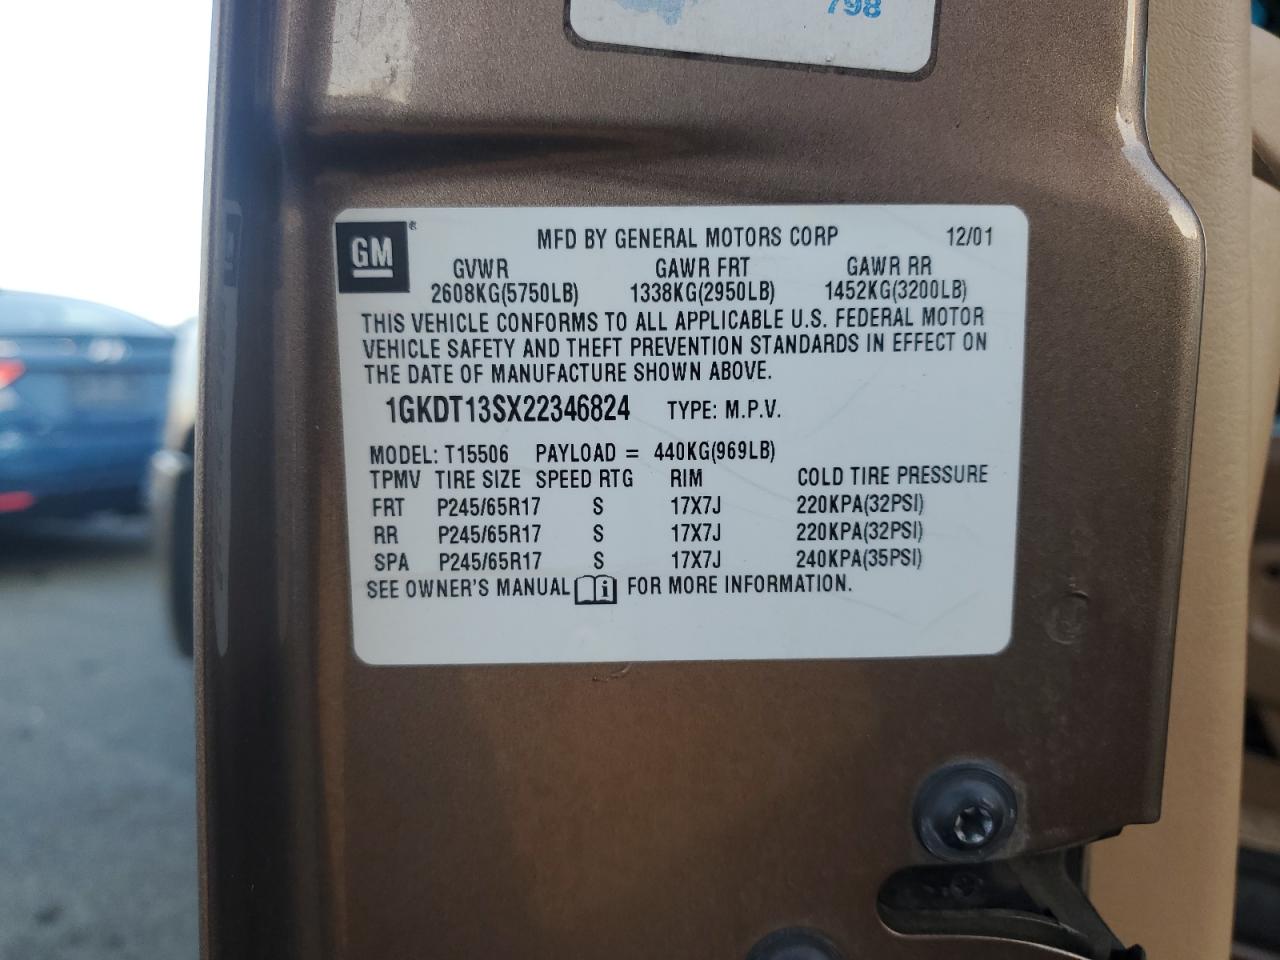 798
GM ® MFD BY GENERAL MOTORS CORP 12/01
GVWR GAWR FRT GAWR RR
2608KG(5750LB) 1338KG(2950LB) 1452KG(3200LB)
THIS VEHICLE CONFORMS TO ALL APPLICABLE U.S. FEDERAL MOTOR
VEHICLE SAFETY AND THEFT PREVENTION STANDARDS IN EFFECT ON
THE DATE OF MANUFACTURE SHOWN ABOVE.
1GKDT13SX22346824 TYPE: M.P.V.
MODEL: T15506 PAYLOAD = 440KG(969LB)
TPMV TIRE SIZE SPEED RTG RIM COLD TIRE PRESSURE
FRT P245/65R17 S 17X7J 220KPA(32PSI)
RR P245/65R17 S 17X7J 220KPA(32PSI)
SPA P245/65R17 S 17X7J 240KPA(35PSI)
SEE OWNER'S MANUAL i FOR MORE INFORMATION.